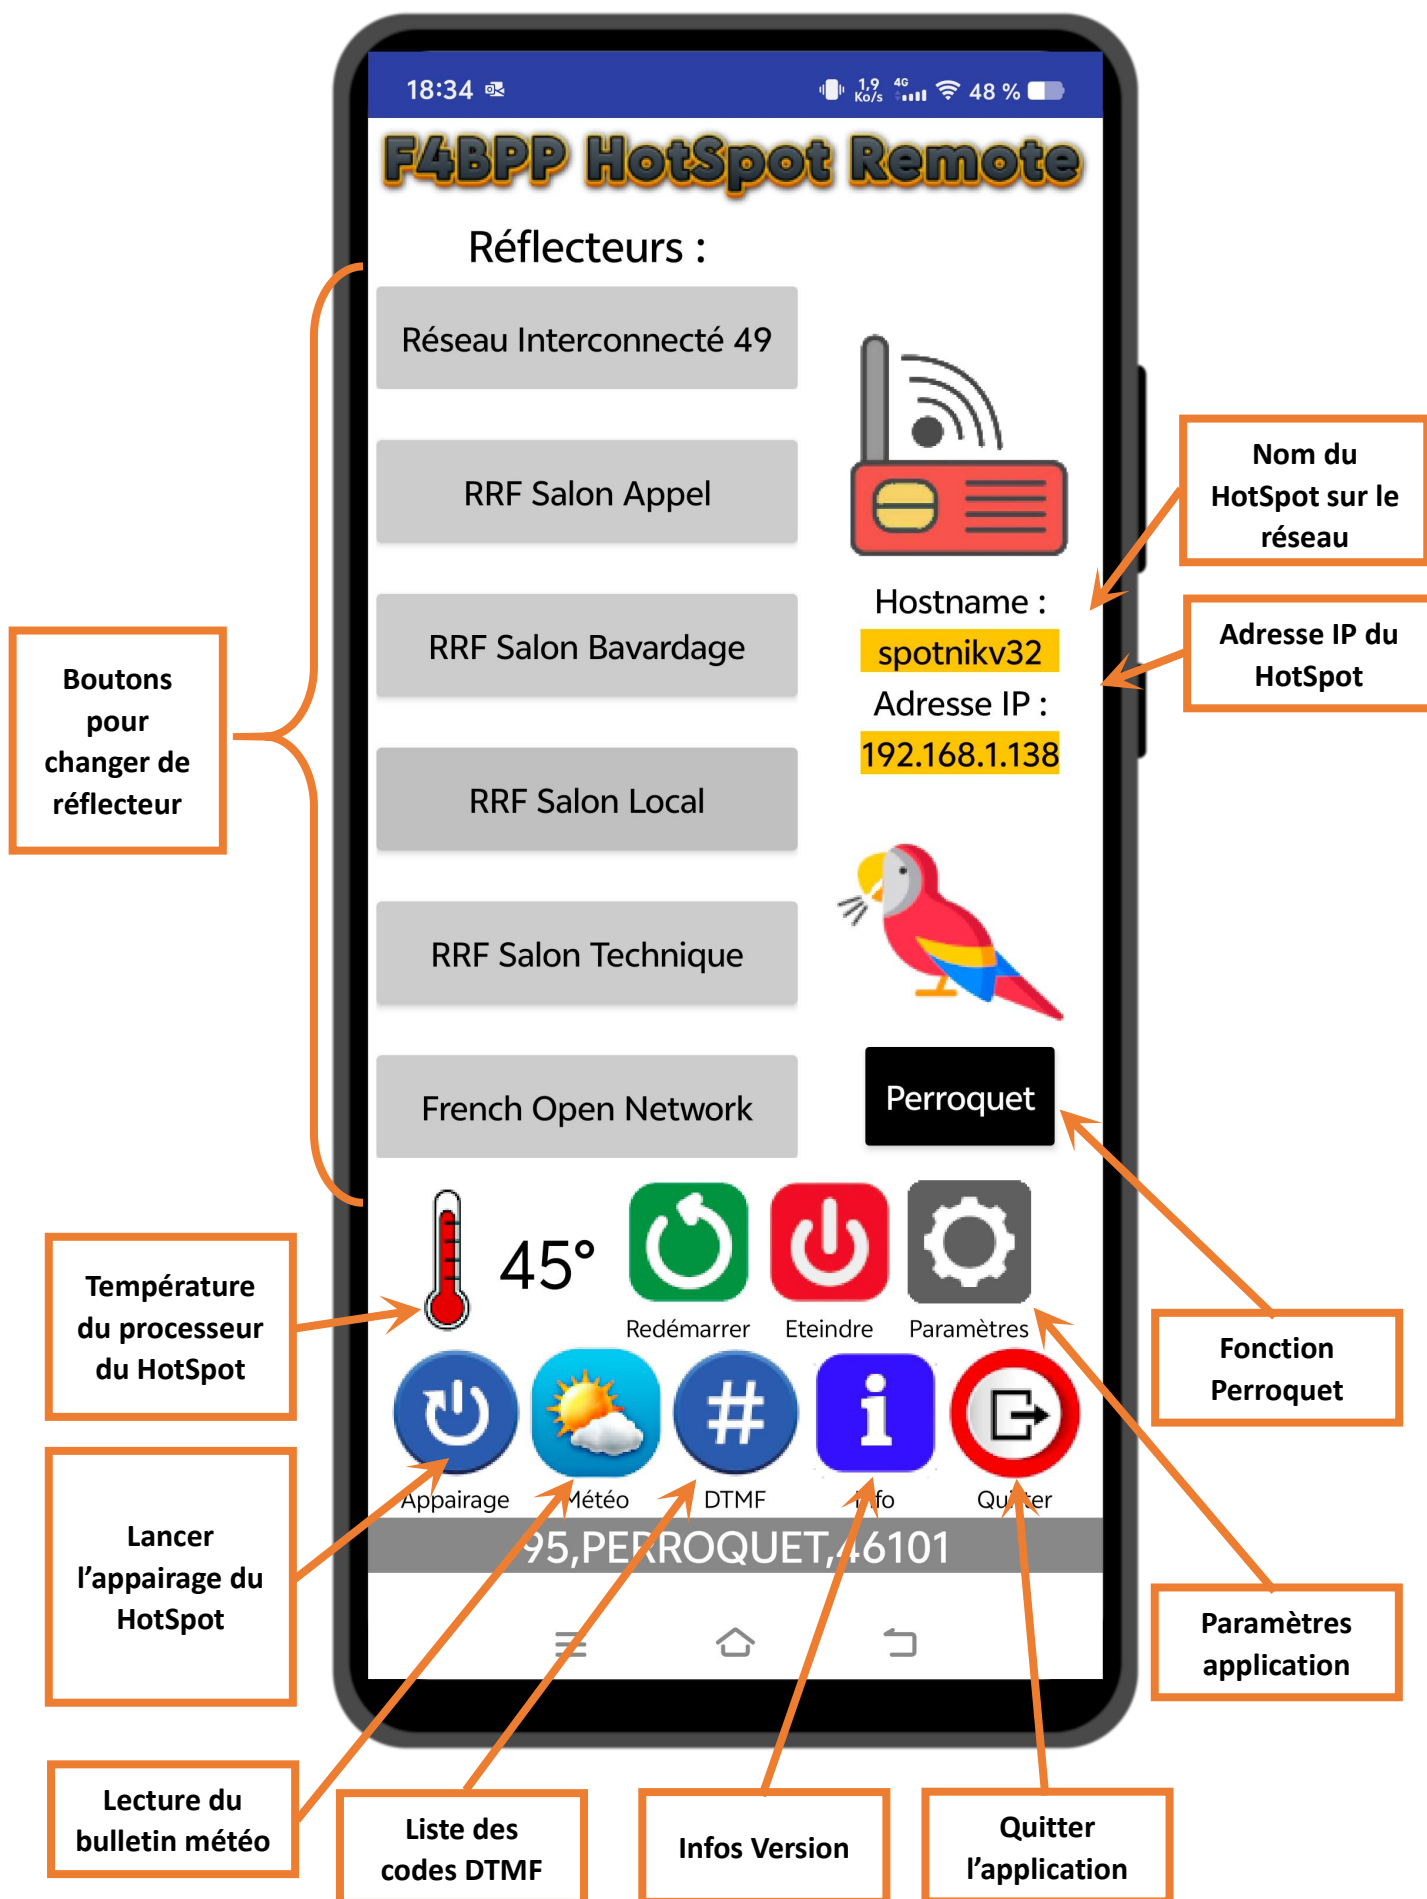 18:34
1,9
Ko/s
4G
48 %
F4BPP HotSpot Remote
Réflecteurs :
Réseau Interconnecté 49
RRF Salon Appel
RRF Salon Bavardage
RRF Salon Local
RRF Salon Technique
French Open Network
Hostname :
spotnikv32
Adresse IP :
192.168.1.138
Perroquet
45°
Redémarrer
Eteindre
Paramètres
Appairage
Météo
#
DTMF
i
Info
Quitter
95,PERROQUET,46101
Boutons
pour
changer de
réflecteur
Nom du
HotSpot sur le
réseau
Adresse IP du
HotSpot
Température
du processeur
du HotSpot
Fonction
Perroquet
Lancer
l’appairage du
HotSpot
Paramètres
application
Lecture du
bulletin météo
Liste des
codes DTMF
Infos Version
Quitter
l’application